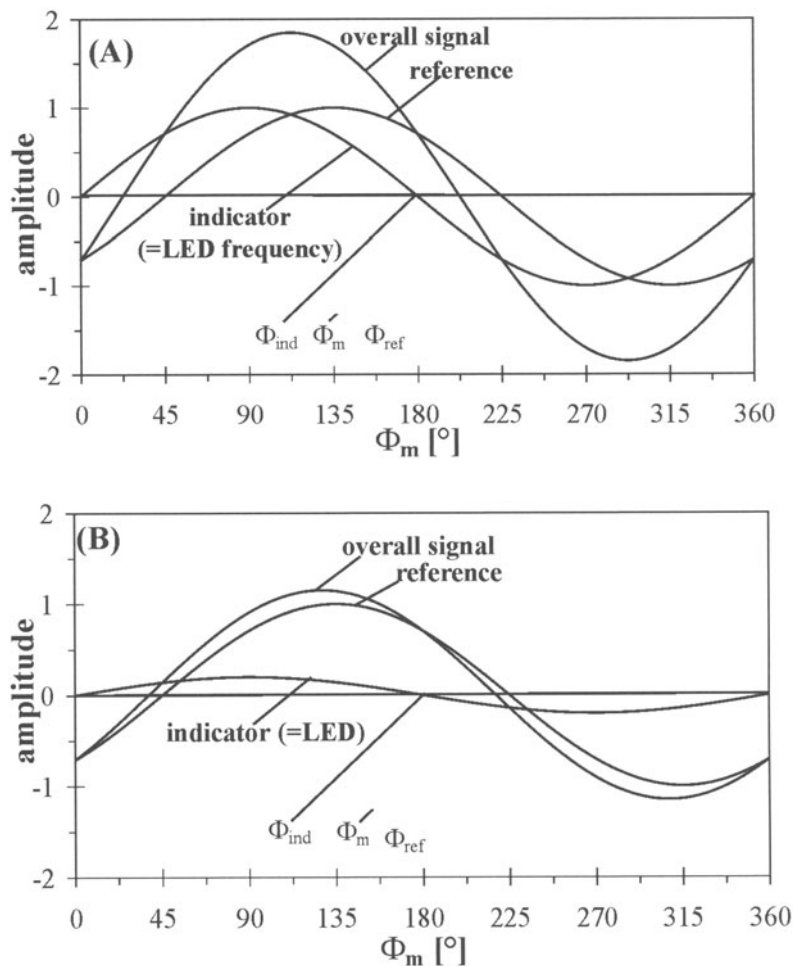 (A)
2
overall signal
reference
1
0
amplitude
indicator
(=LED frequency)
-1
Φind Φ´m Φref
-2
0 45 90 135 180 225 270 315 360
Φm [°]
(B)
2
overall signal
reference
1
0
amplitude
indicator (=LED)
-1
Φind Φ´m Φref
-2
0 45 90 135 180 225 270 315 360
Φm [°]